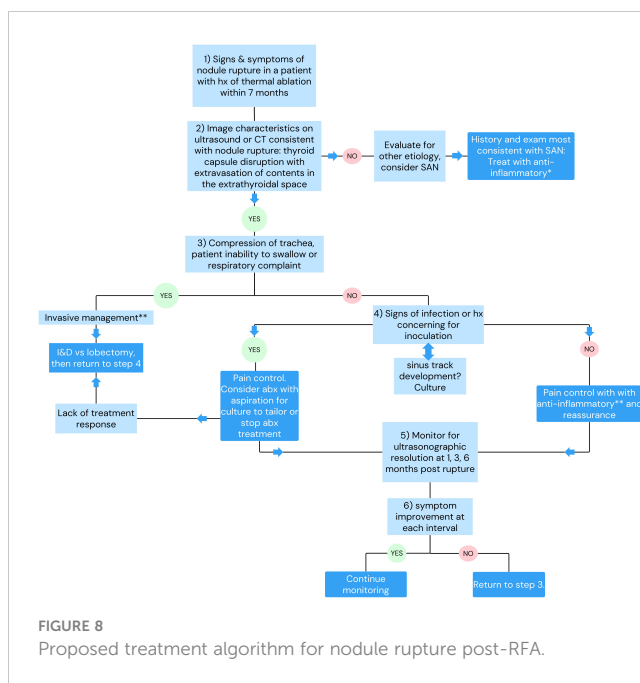 1) Signs & symptoms of
nodule rupture in a patient
with hx of thermal ablation
within 7 months
2) Image characteristics on
ultrasound or CT consistent
with nodule rupture: thyroid
capsule disruption with
extravasation of contents in
the extrathyroidal space
NO
Evaluate for
other etiology,
consider SAN
History and exam most
consistent with SAN:
Treat with anti-
inflammatory*
YES
3) Compression of trachea,
patient inability to swallow or
respiratory complaint
YES
NO
Invasive management**
I&D vs lobectomy,
then return to step 4
Lack of treatment
response
4) Signs of infection or hx
concerning for
inoculation
YES
NO
sinus track
development?
Culture
Pain control.
Consider abx with
aspiration for
culture to tailor or
stop abx
treatment
Pain control with with
anti-inflammatory** and
reassurance
5) Monitor for
ultrasonographic
resolution at 1, 3, 6
months post rupture
6) symptom
improvement at
each interval
YES
NO
Continue
monitoring
Return to step 3.
FIGURE 8
Proposed treatment algorithm for nodule rupture post-RFA.